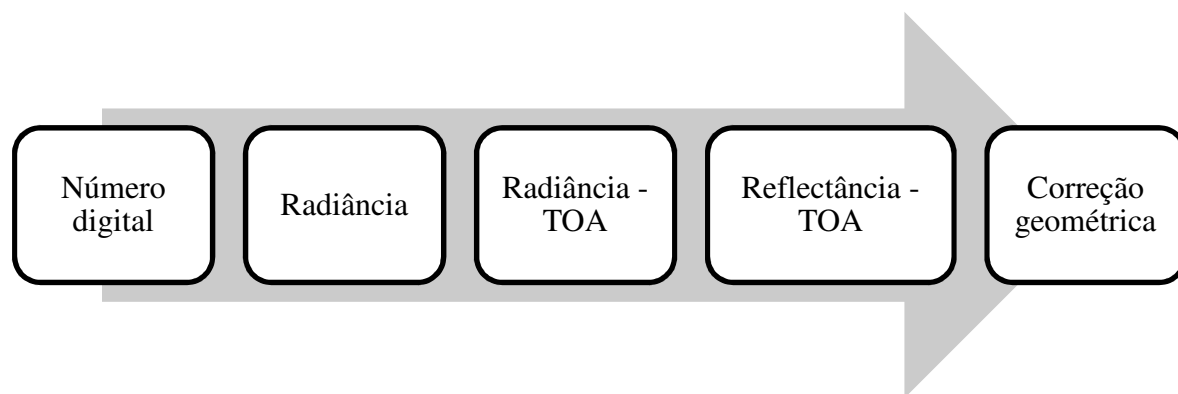 Número
digital
Radiância
Radiância -
TOA
Reflectância -
TOA
Correção
geométrica